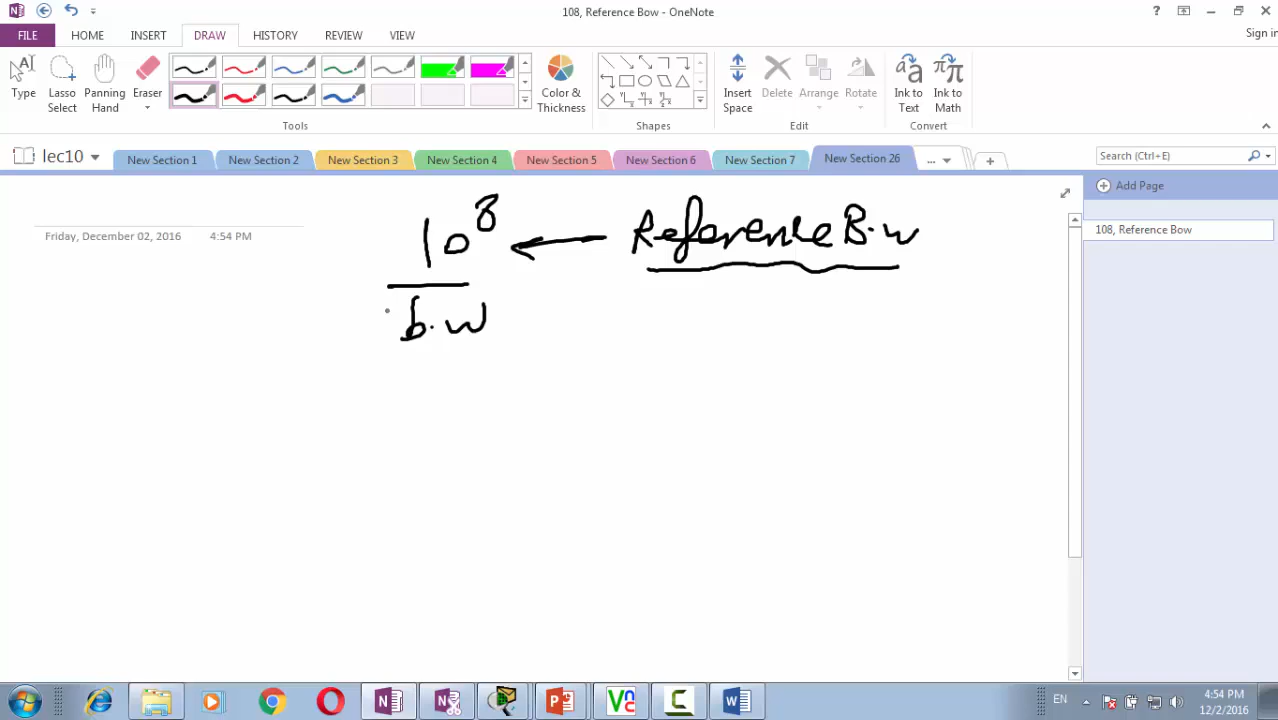 108, Reference Bow - OneNote
Sign in
FILE HOME INSERT DRAW HISTORY REVIEW VIEW
Type
Lasso Select
Panning Hand
Eraser
Color & Thickness
Insert Space
Delete
Arrange
Rotate
Ink to Text
Ink to Math
Tools
Shapes
Edit
Convert
lec10
New Section 1 New Section 2 New Section 3 New Section 4 New Section 5 New Section 6 New Section 7 New Section 26 ...
Search (Ctrl+E)
Add Page
108, Reference Bow
Friday, December 02, 2016 4:54 PM
10^8 ← Reference B.w
b.w
EN
4:54 PM
12/2/2016